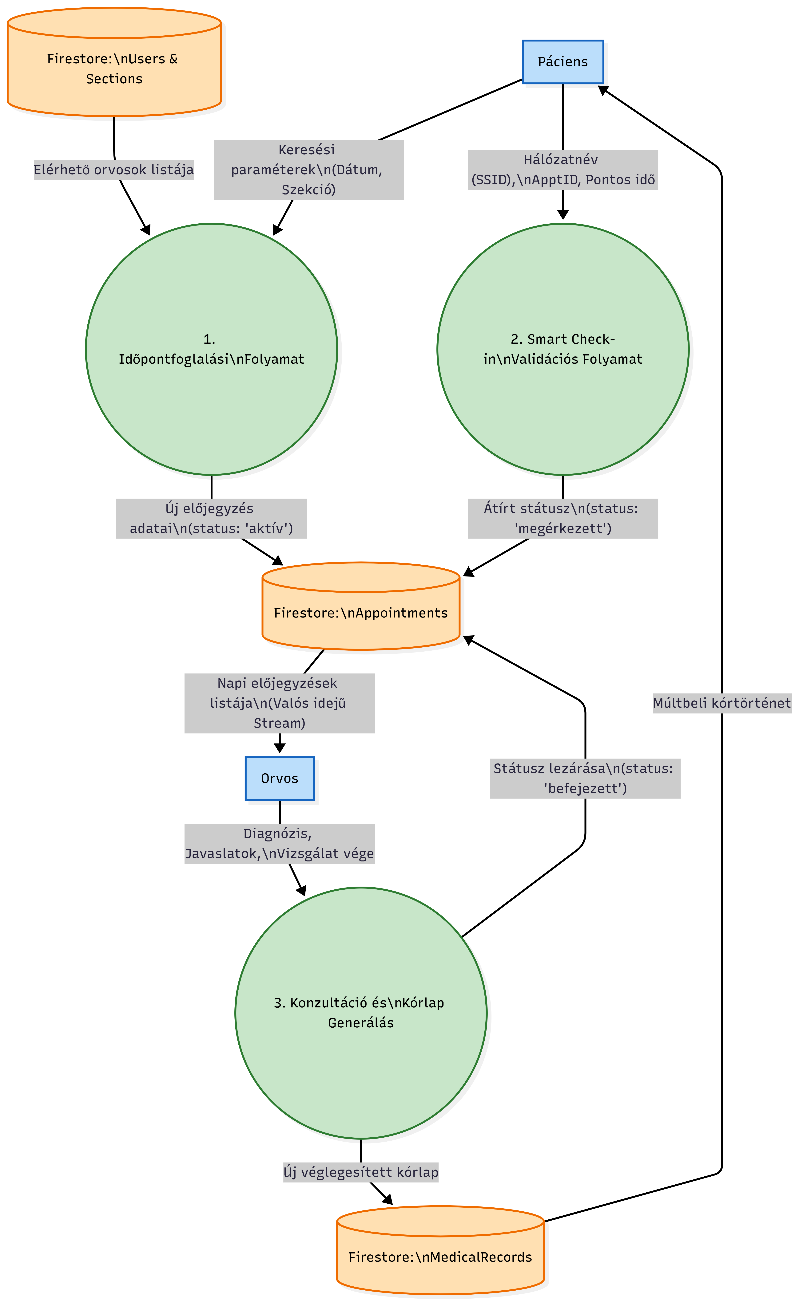 Firestore:\nUsers &
Sections
Páciens
Elérhető orvosok listája
Keresési
paraméterek\n(Dátum,
Szekció)
Hálózatnév
(SSID),\nApptID, Pontos idő
1.
Időpontfoglalási\nFolyamat
2. Smart Check-
in\nValidációs Folyamat
Új előjegyzés
adatai\n(status: 'aktív')
Átírt státusz\n(status:
'megérkezett')
Firestore:\nAppointments
Napi előjegyzések
listája\n(Valós idejű
Stream)
Múltbeli kórtörténet
Orvos
Státusz lezárása\n(status:
'befejezett')
Diagnózis,
Javaslatok,\nVizsgálat vége
3. Konzultáció és\nKórlap
Generálás
Új véglegesített kórlap
Firestore:\nMedicalRecords